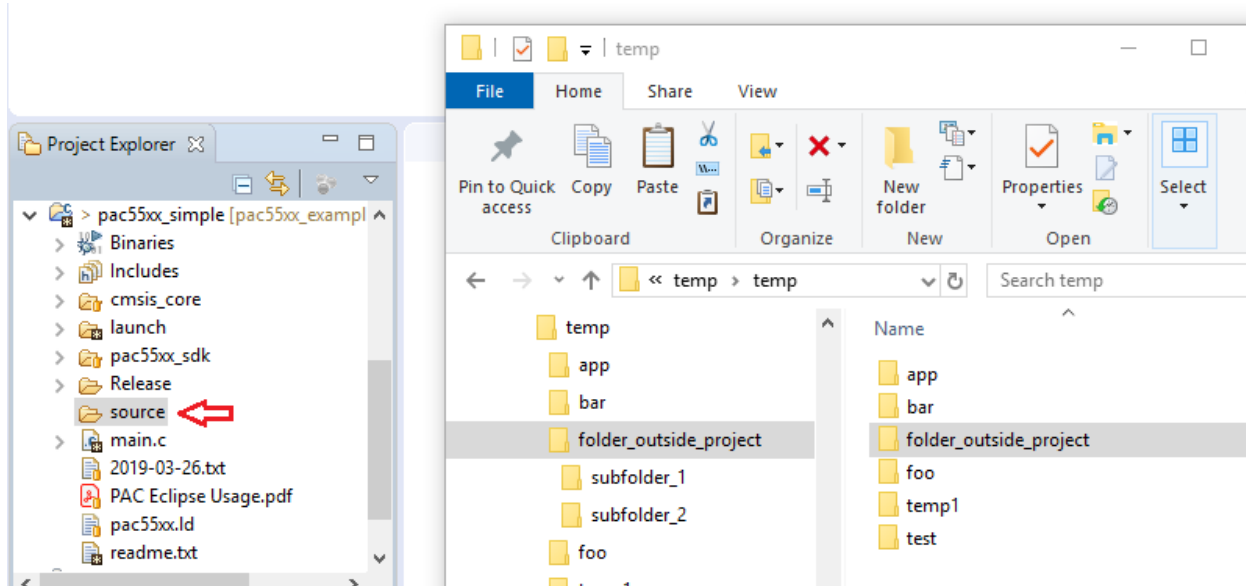 temp
File Home Share View
Project Explorer
Pin to Quick access
Copy
Paste
New folder
Properties
Select
Clipboard
Organize
New
Open
« temp > temp
Search temp
> pac55xx_simple [pac55xx_exampl
Binaries
Includes
cmsis_core
launch
pac55xx_sdk
Release
source
main.c
2019-03-26.txt
PAC Eclipse Usage.pdf
pac55xx.ld
readme.txt
temp
app
bar
folder_outside_project
subfolder_1
subfolder_2
foo
Name
app
bar
folder_outside_project
foo
temp1
test